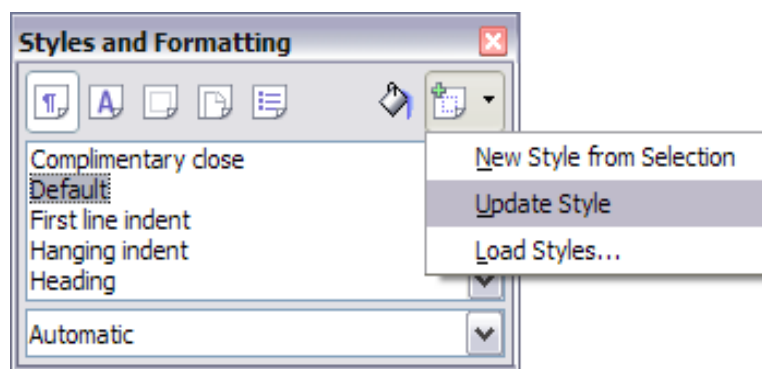 Styles and Formatting
New Style from Selection
Update Style
Load Styles...
Complimentary close
Default
First line indent
Hanging indent
Heading
Automatic